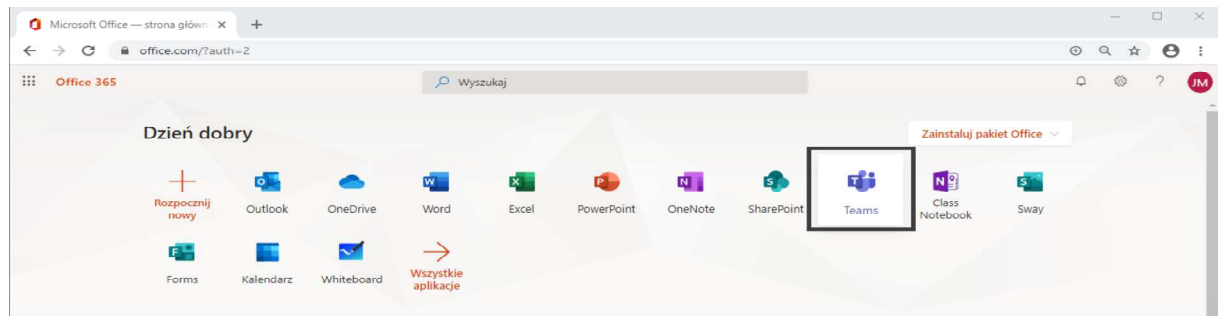 Microsoft Office — strona główn
office.com/?auth=2
Office 365
Wyszukaj
JM
Dzień dobry
Zainstaluj pakiet Office
Rozpocznij
nowy
Outlook
OneDrive
Word
Excel
PowerPoint
OneNote
SharePoint
Teams
Class
Notebook
Sway
Forms
Kalendarz
Whiteboard
Wszystkie
aplikacje